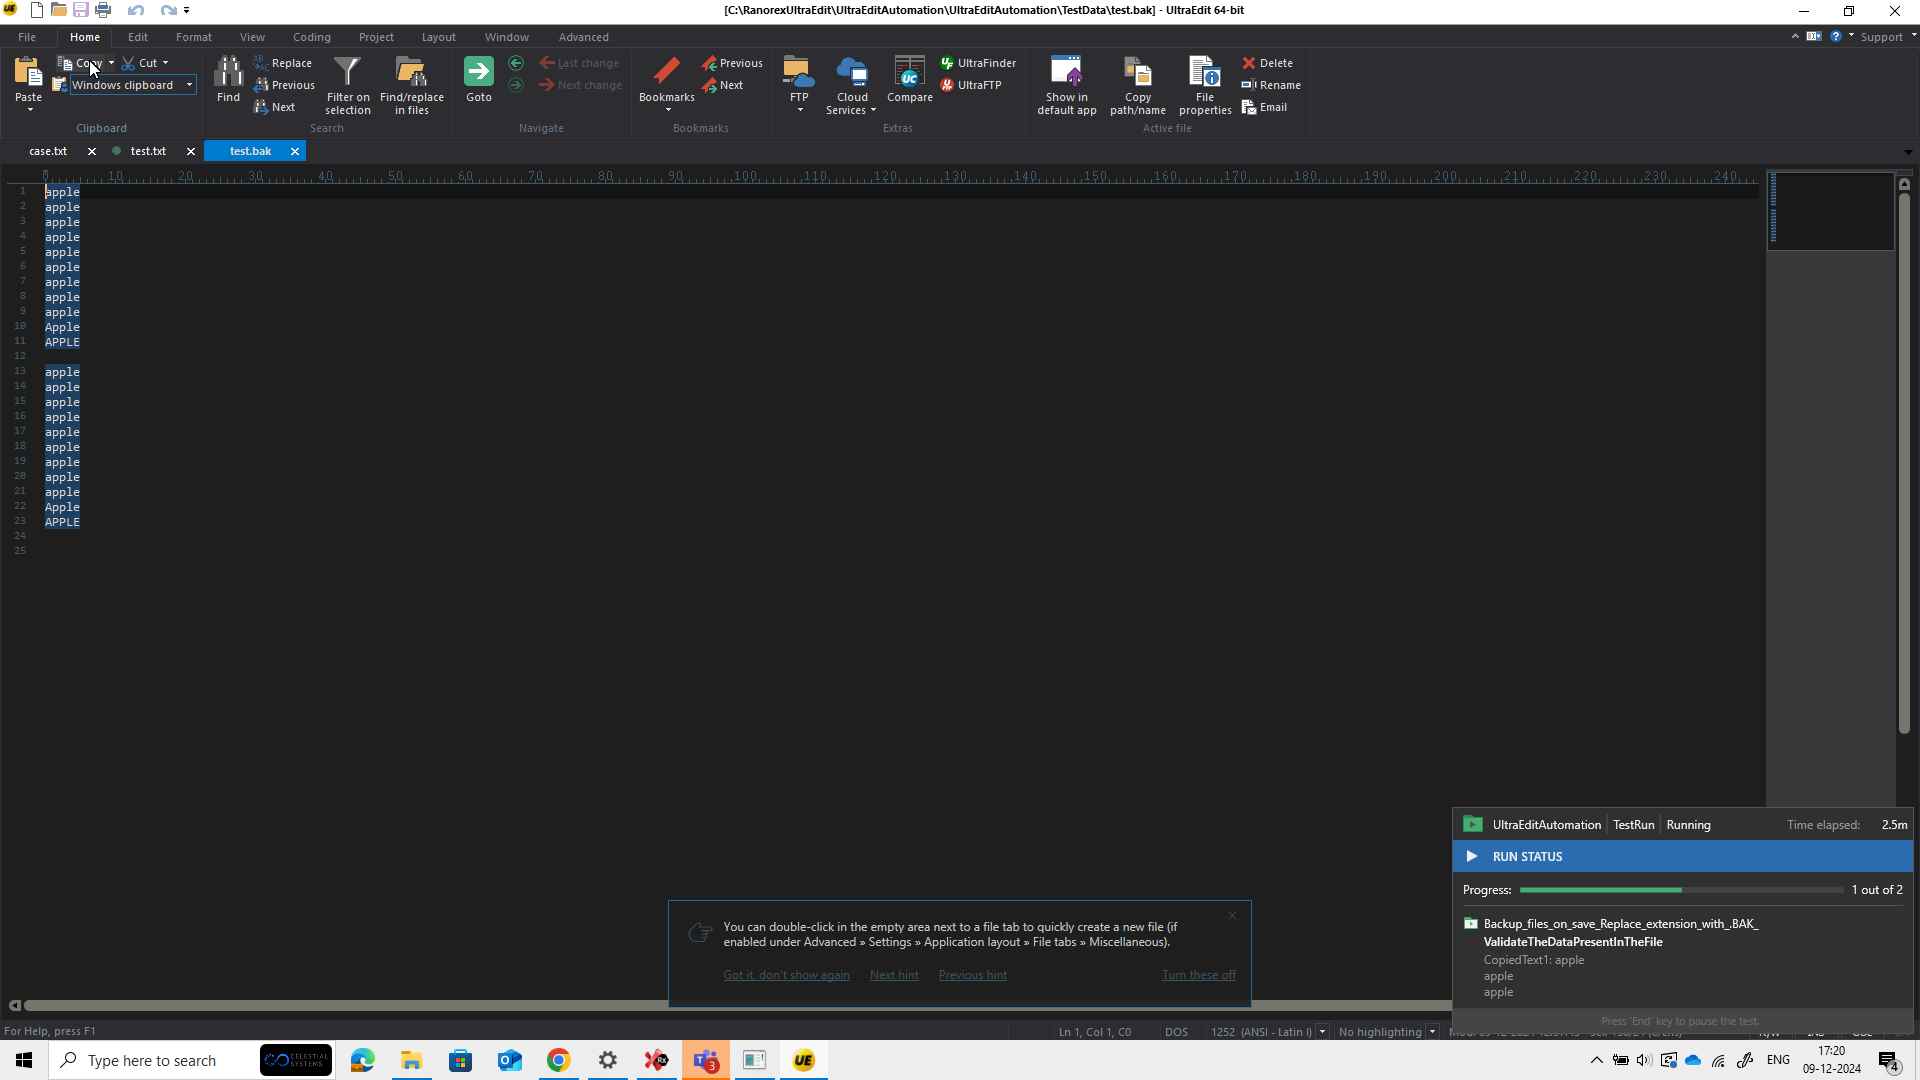 [C:\RanorexUltraEdit\UltraEditAutomation\UltraEditAutomation\TestData\test.bak] - UltraEdit 64-bit
File Home Edit Format View Coding Project Layout Window Advanced Support
Paste
Copy Cut
Windows clipboard
Clipboard
Find
Replace
Previous
Next
Filter on selection
Find/replace in files
Search
Goto
Last change
Next change
Navigate
Bookmarks
Previous
Next
Bookmarks
FTP
Cloud Services
Compare
UltraFinder
UltraFTP
Extras
Show in default app
Copy path/name
File properties
Delete
Rename
Email
Active file
case.txt test.txt test.bak
0 10 20 30 40 50 60 70 80 90 100 110 120 130 140 150 160 170 180 190 200 210 220 230 240
1 apple
2 apple
3 apple
4 apple
5 apple
6 apple
7 apple
8 apple
9 apple
10 Apple
11 APPLE
12
13 apple
14 apple
15 apple
16 apple
17 apple
18 apple
19 apple
20 apple
21 apple
22 Apple
23 APPLE
24
25
You can double-click in the empty area next to a file tab to quickly create a new file (if
enabled under Advanced » Settings » Application layout » File tabs » Miscellaneous).
Got it, don't show again Next hint Previous hint Turn these off
UltraEditAutomation TestRun Running Time elapsed: 2.5m
RUN STATUS
Progress: 1 out of 2
Backup_files_on_save_Replace_extension_with_.BAK_
ValidateTheDataPresentInTheFile
CopiedText1: apple
apple
apple
Press 'End' key to pause the test.
For Help, press F1 Ln 1, Col 1, C0 DOS 1252 (ANSI - Latin I) No highlighting
Type here to search
CELESTIAL SYSTEMS
3
UE
ENG
17:20
09-12-2024
4